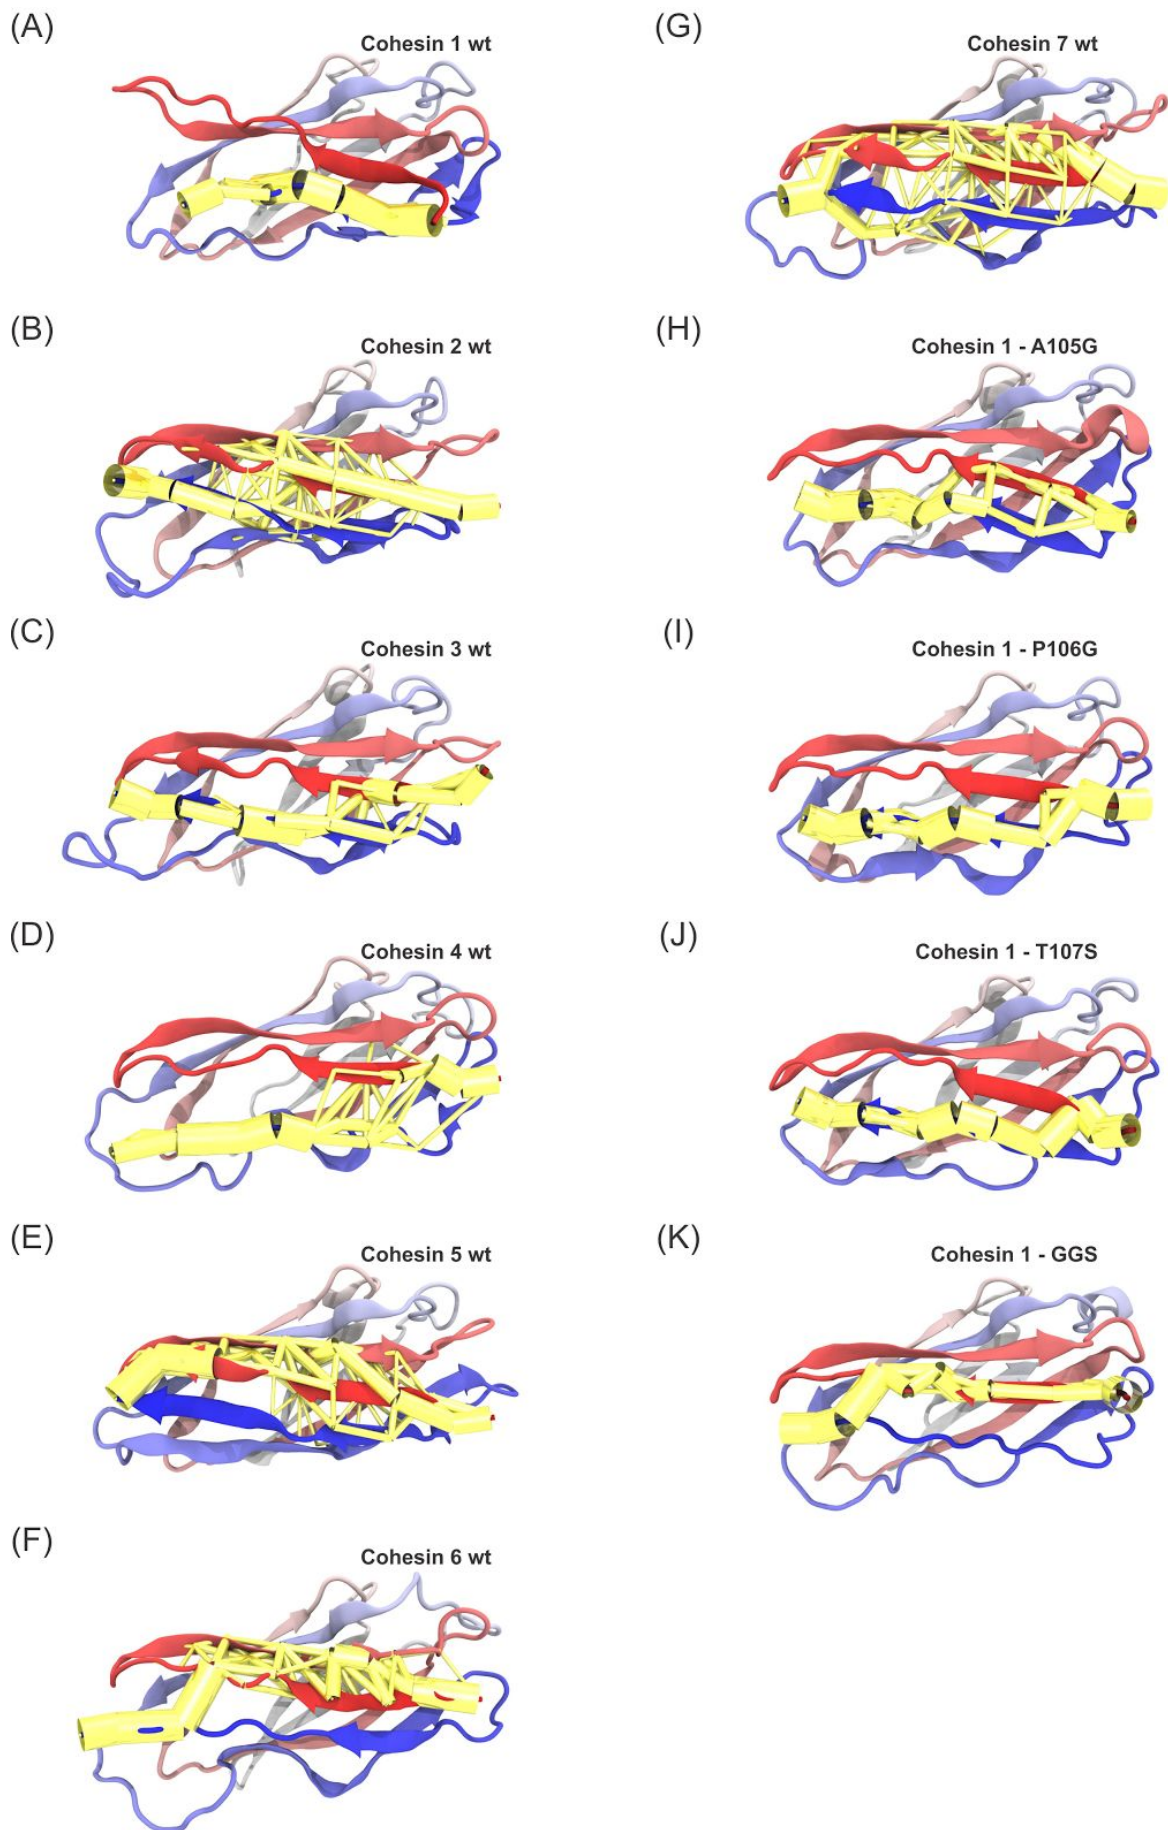 (A)
Cohesin 1 wt
(B)
Cohesin 2 wt
(C)
Cohesin 3 wt
(D)
Cohesin 4 wt
(E)
Cohesin 5 wt
(F)
Cohesin 6 wt
(G)
Cohesin 7 wt
(H)
Cohesin 1 - A105G
(I)
Cohesin 1 - P106G
(J)
Cohesin 1 - T107S
(K)
Cohesin 1 - GGS